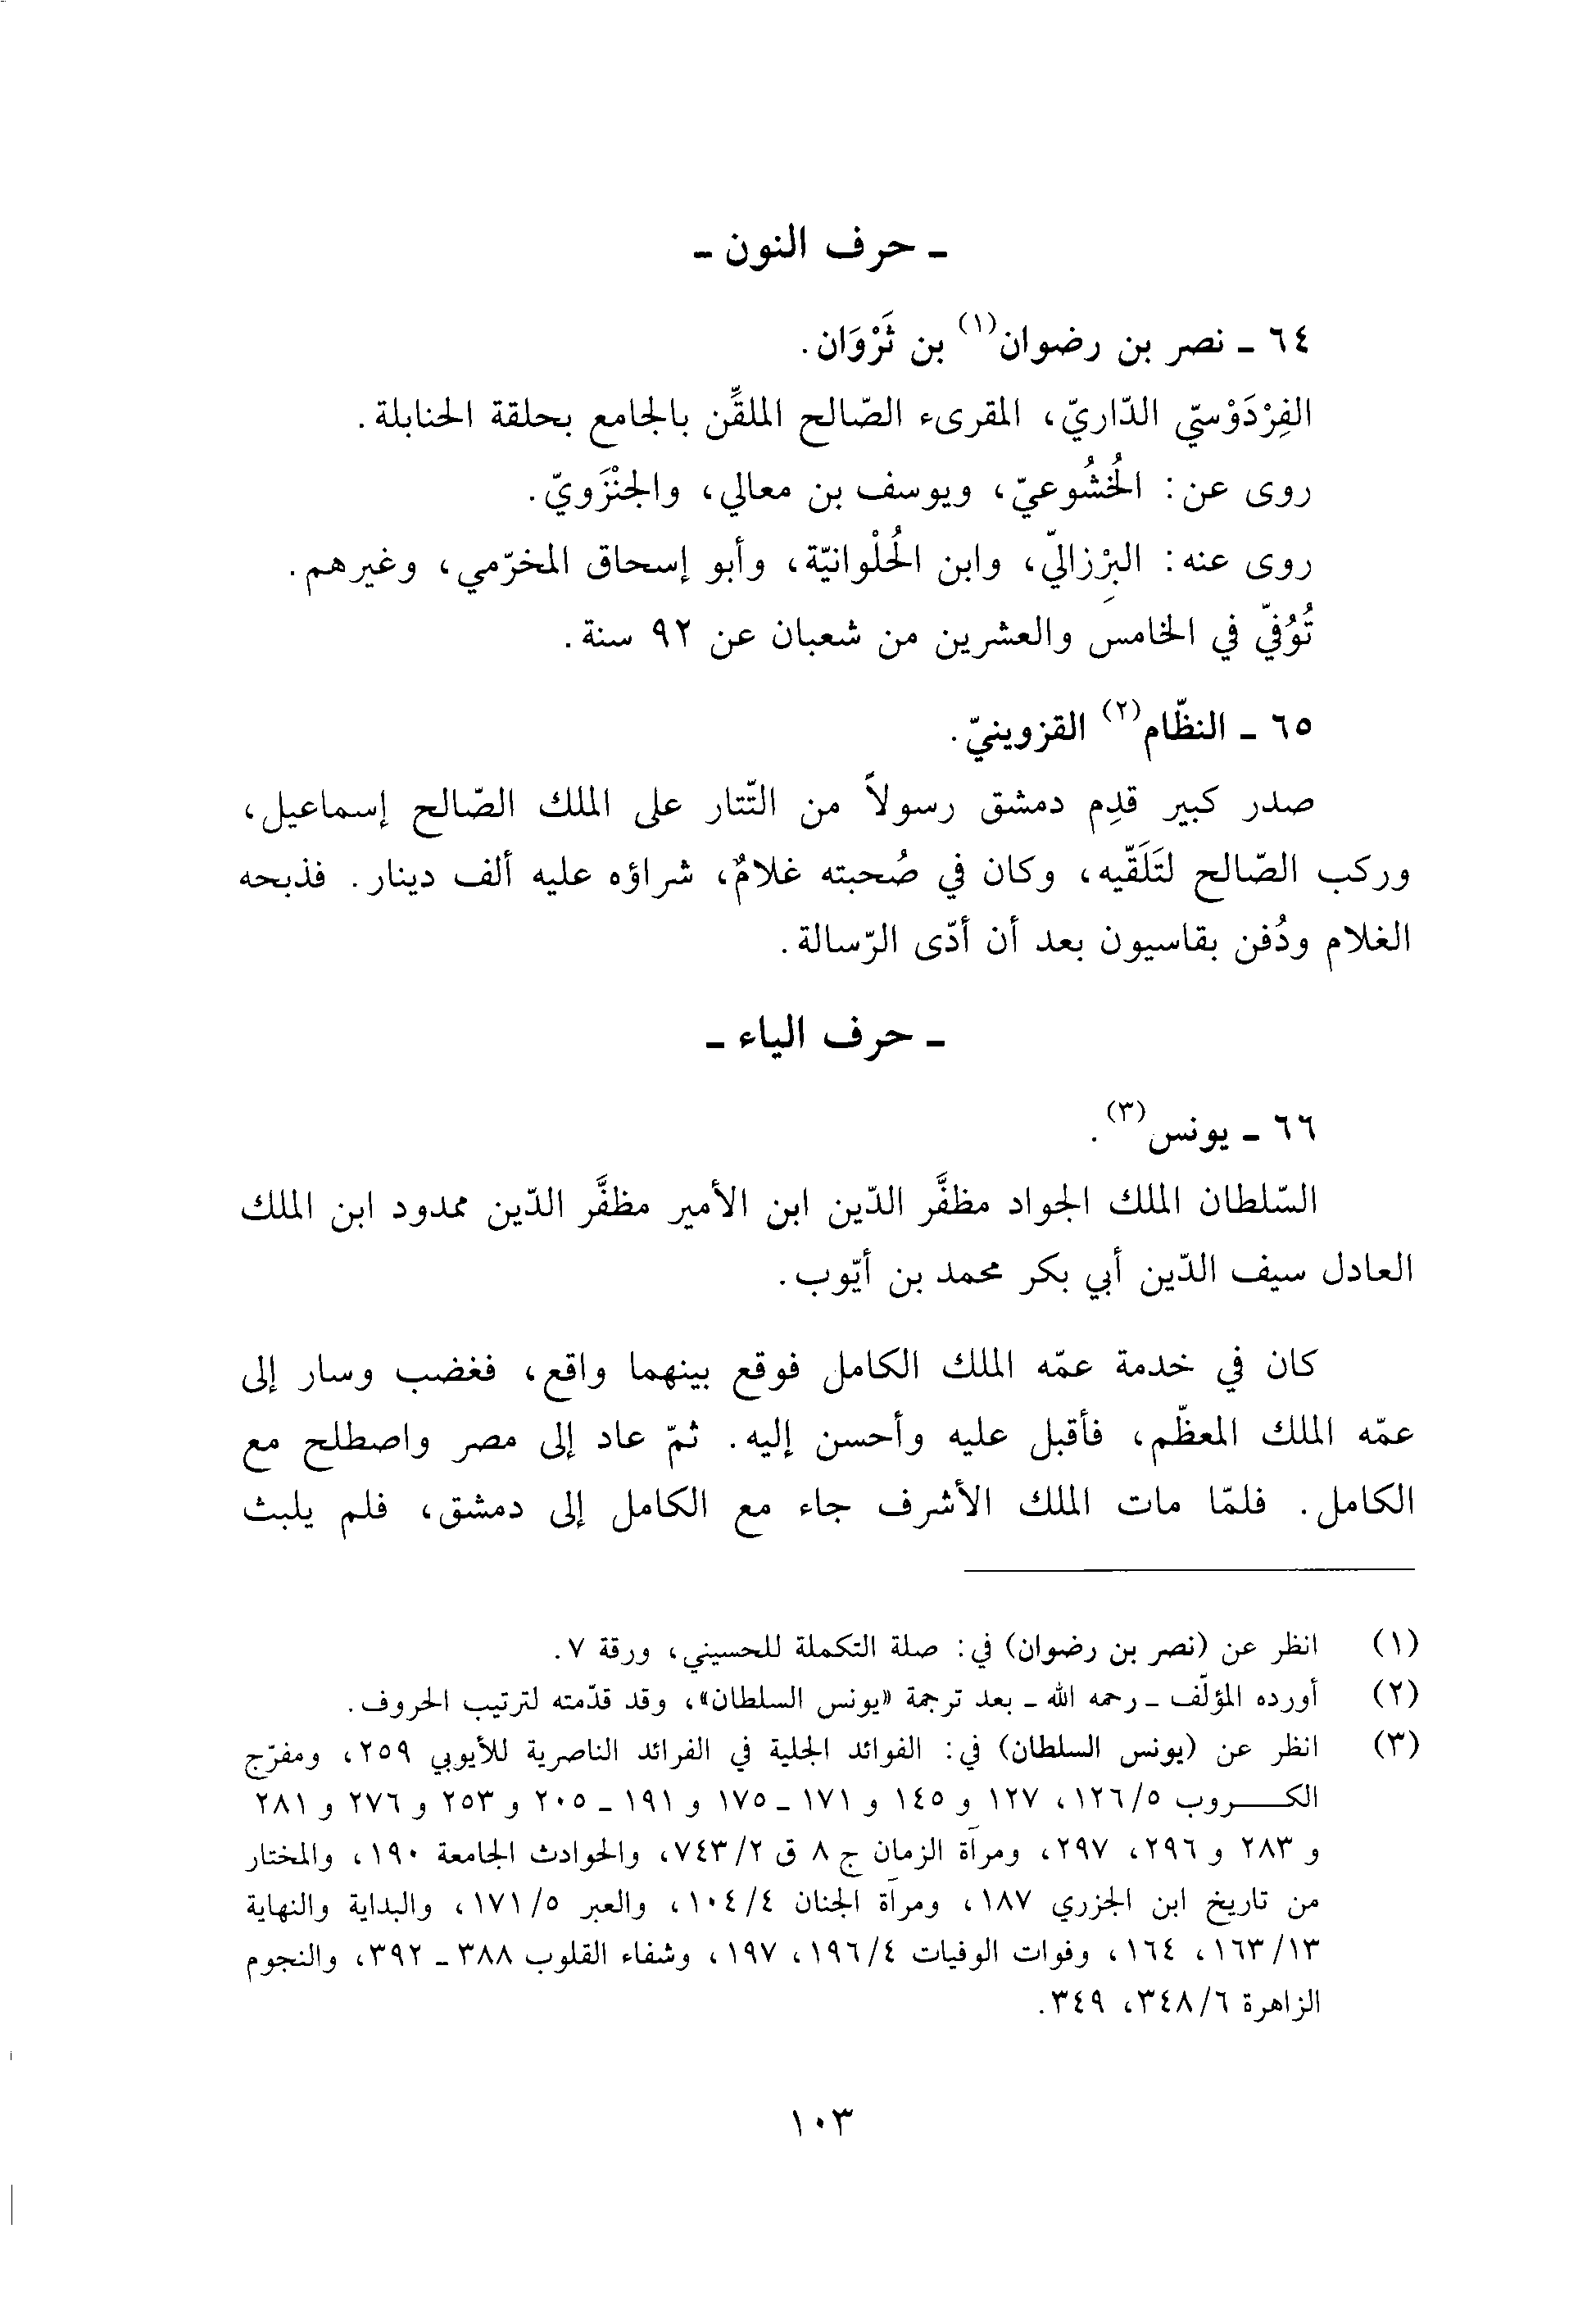 ـ حرف النون ـ
٦٤ ـ نصر بن رضوان(١) بن ثَرْوَان.
الفِرْدَوْسيّ الدّاريّ، المقرىء الصّالح الملقِّن بالجامع بحلقة الحنابلة.
روى عن: الخُشُوعيّ، ويوسف بن معالي، والجنْزَويّ.
روى عنه: البِرْزاليّ، وابن الحُلْوانيّة، وأبو إسحاق المخرّمي، وغيرهم.
تُوُفّي في الخامس والعشرين من شعبان عن ٩٢ سنة.
٦٥ ـ النظّام(٢) القزوينيّ.
صدر كبير قدِم دمشق رسولاً من التّتار على الملك الصّالح إسماعيل،
وركب الصّالح لتَلَقّيه، وكان في صُحبته غلامٌ، شراؤه عليه ألف دينار. فذبحه
الغلام ودُفن بقاسيون بعد أن أدّى الرّسالة.
ـ حرف الياء ـ
٦٦ ـ يونس(٣).
السّلطان الملك الجواد مظفَّر الدّين ابن الأمير مظفَّر الدّين ممدود ابن الملك
العادل سيف الدّين أبي بكر محمد بن أيّوب.
كان في خدمة عمّه الملك الكامل فوقع بينهما واقع، فغضب وسار إلى
عمّه الملك المعظّم، فأقبل عليه وأحسن إليه. ثمّ عاد إلى مصر واصطلح مع
الكامل. فلمّا مات الملك الأشرف جاء مع الكامل إلى دمشق، فلم يلبث
(١) انظر عن (نصر بن رضوان) في: صلة التكملة للحسيني، ورقة ٧.
(٢) أورده المؤلّف ـ رحمه الله ـ بعد ترجمة «يونس السلطان»، وقد قدّمته لترتيب الحروف.
(٣) انظر عن (يونس السلطان) في: الفوائد الجلية في الفرائد الناصرية للأيوبي ٢٥٩، ومفرّج
الكـــروب ١٢٦/٥، ١٢٧ و ١٤٥ و ١٧١ ـ ١٧٥ و ١٩١ ـ ٢٠٥ و ٢٥٣ و ٢٧٦ و ٢٨١
و ٢٨٣ و ٢٩٦، ٢٩٧، ومرآة الزمان ج ٨ ق ٧٤٣/٢، والحوادث الجامعة ١٩٠، والمختار
من تاريخ ابن الجزري ١٨٧، ومرآة الجنان ١٠٤/٤، والعبر ١٧١/٥، والبداية والنهاية
١٦٣/١٣، ١٦٤، وفوات الوفيات ١٩٦/٤، ١٩٧، وشفاء القلوب ٣٨٨ ـ ٣٩٢، والنجوم
الزاهرة ٣٤٨/٦، ٣٤٩.
١٠٣